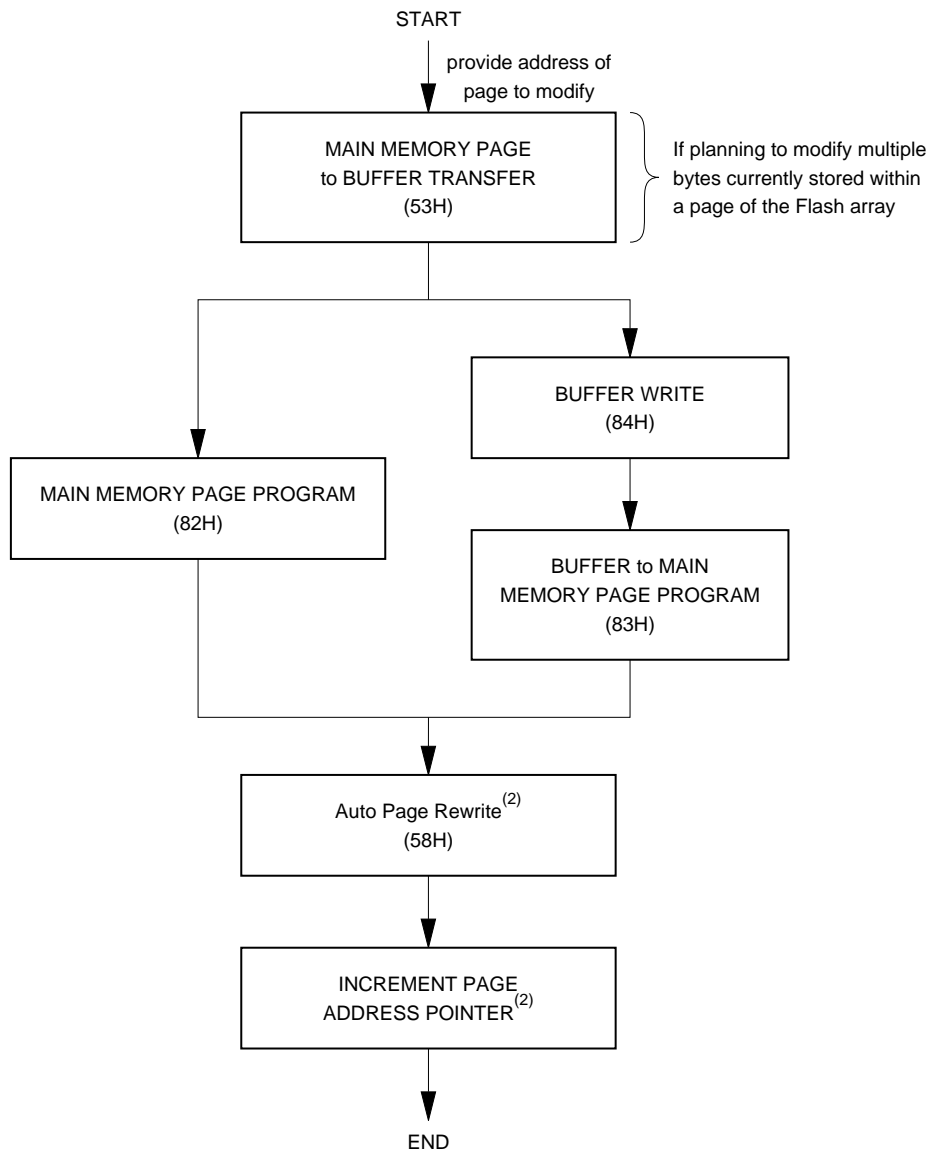 START
provide address of
page to modify
MAIN MEMORY PAGE
to BUFFER TRANSFER
(53H)
If planning to modify multiple
bytes currently stored within
a page of the Flash array
BUFFER WRITE
(84H)
MAIN MEMORY PAGE PROGRAM
(82H)
BUFFER to MAIN
MEMORY PAGE PROGRAM
(83H)
Auto Page Rewrite(2)
(58H)
INCREMENT PAGE
ADDRESS POINTER(2)
END